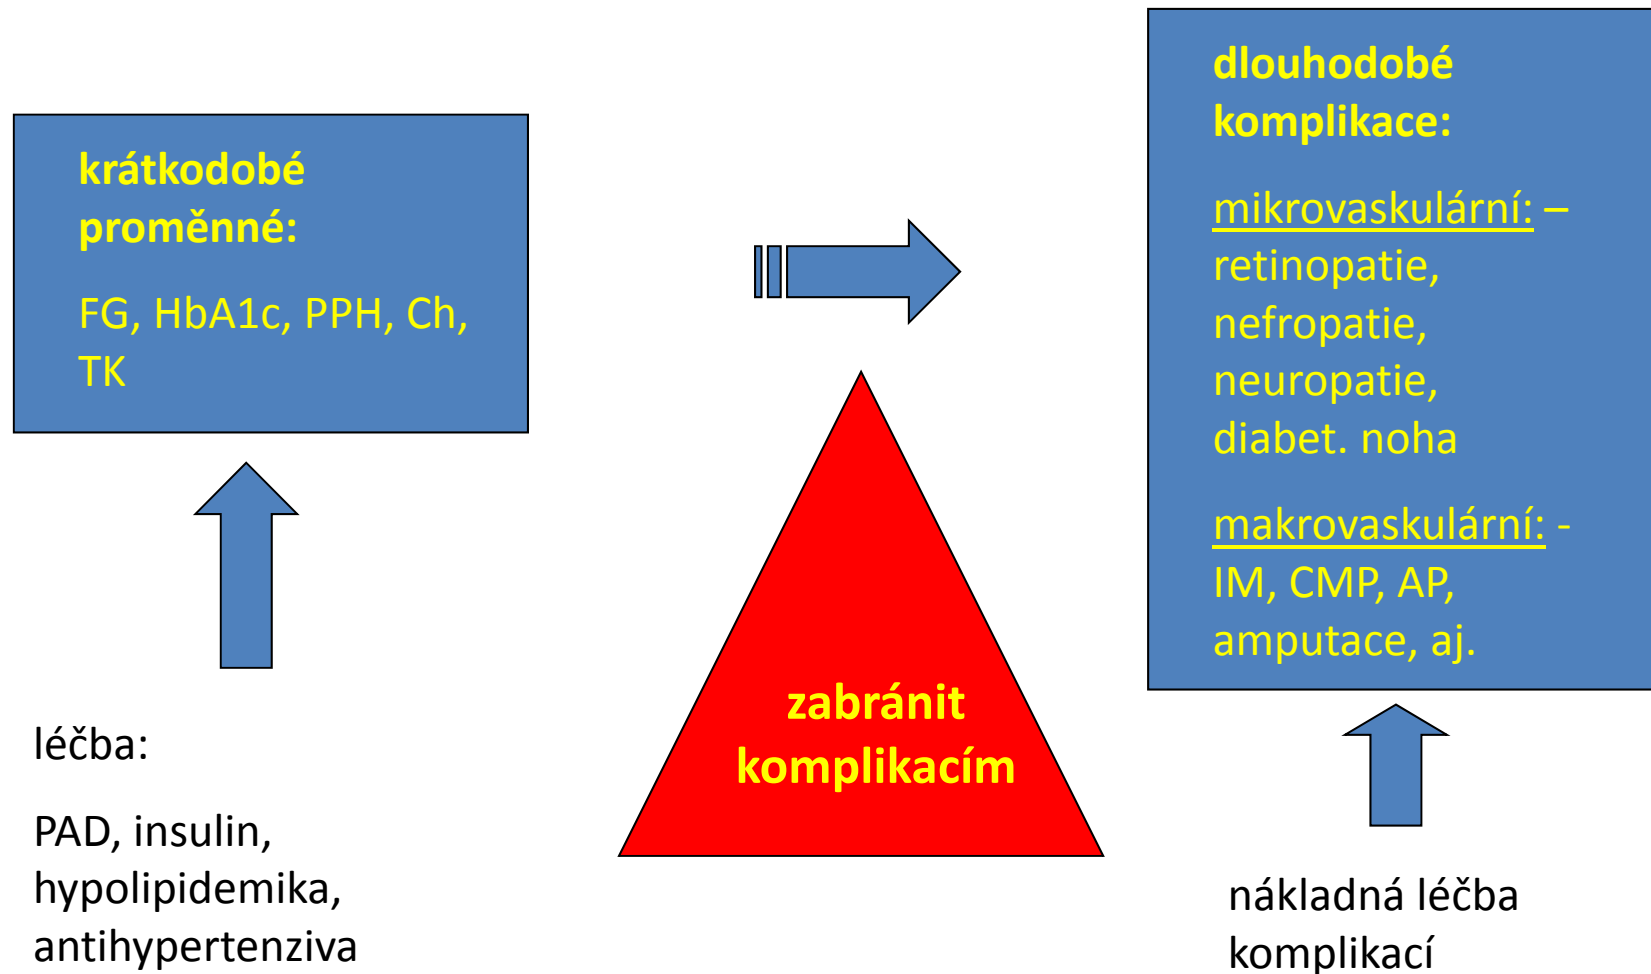 krátkodobé
proměnné:
FG, HbA1c, PPH, Ch,
TK
léčba:
PAD, insulin,
hypolipidemika,
antihypertenziva
zabránit
komplikacím
dlouhodobé
komplikace:
mikrovaskulární: –
retinopatie,
nefropatie,
neuropatie,
diabet. noha
makrovaskulární: -
IM, CMP, AP,
amputace, aj.
nákladná léčba
komplikací